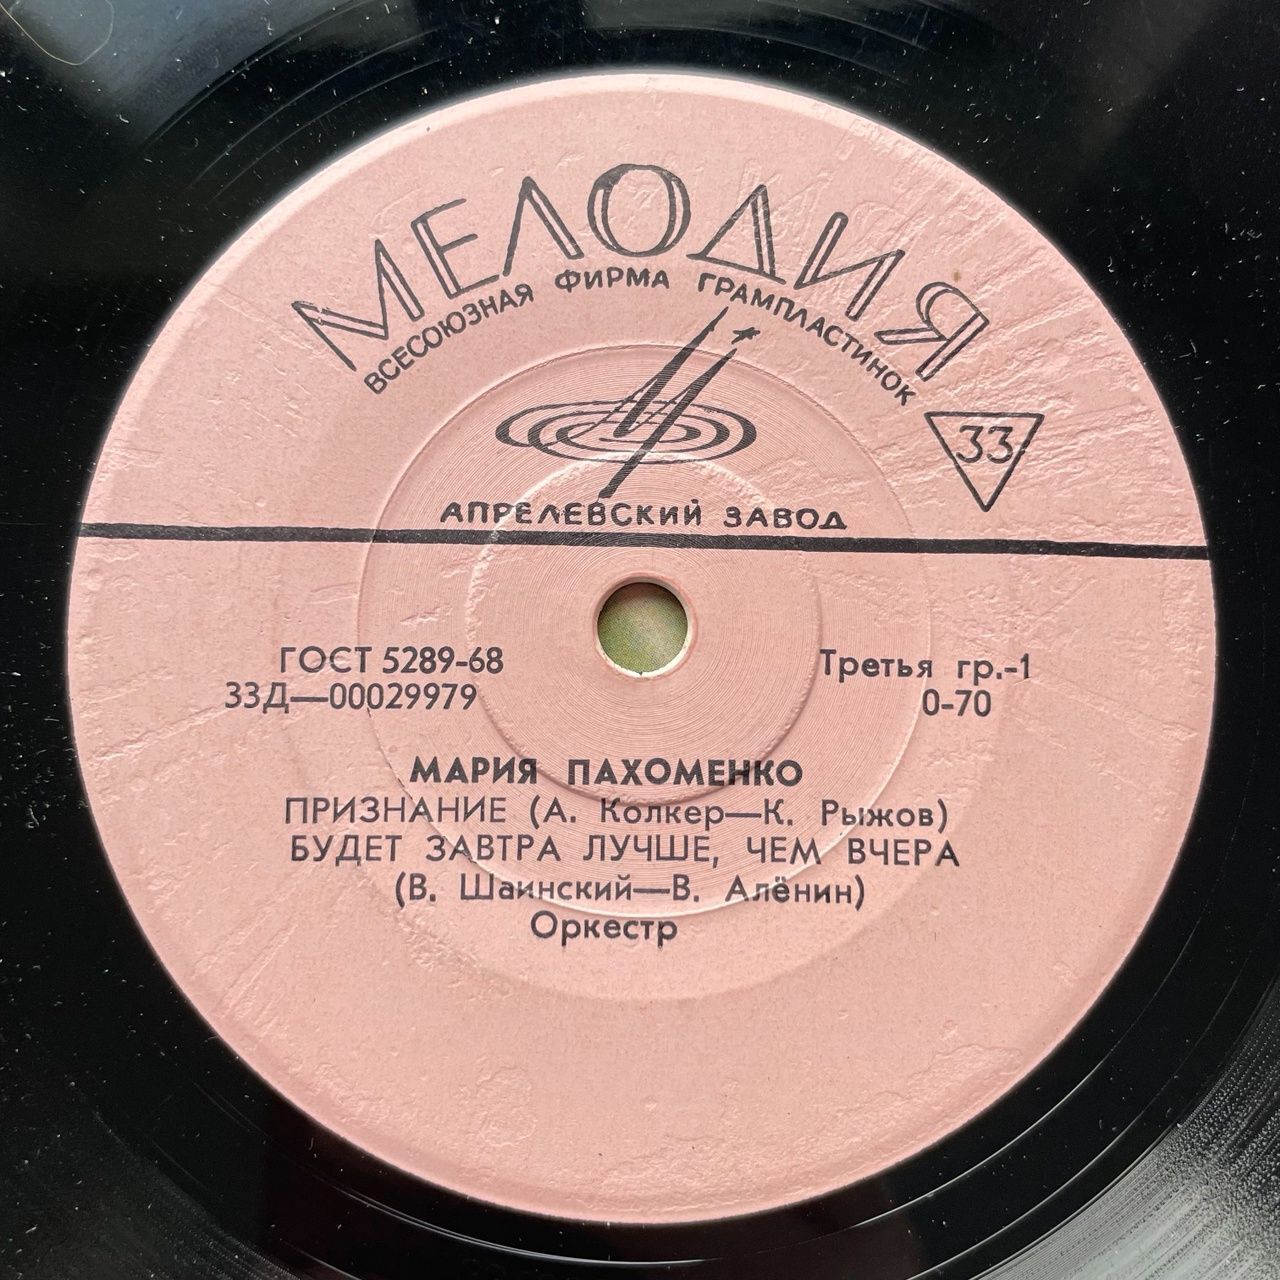 МЕЛОДИЯ
ВСЕСОЮЗНАЯ ФИРМА ГРАМПЛАСТИНОК
33
АПРЕЛЕВСКИЙ ЗАВОД
ГОСТ 5289-68
33Д—00029979
Третья гр.-1
0-70
МАРИЯ ПАХОМЕНКО
ПРИЗНАНИЕ (А. Колкер—К. Рыжов)
БУДЕТ ЗАВТРА ЛУЧШЕ, ЧЕМ ВЧЕРА
(В. Шаинский—В. Алёнин)
Оркестр